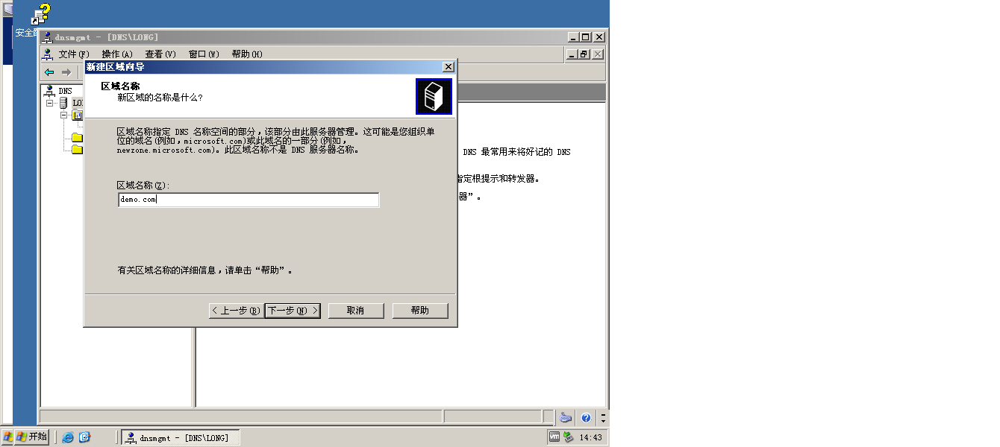 安全
dnsmgmt - [DNS\LONG]
文件(F) 操作(A) 查看(V) 窗口(W) 帮助(H)
新建区域向导
区域名称
新区域的名称是什么?
DNS
LO
区域名称指定 DNS 名称空间的部分，该部分由此服务器管理。这可能是您组织单
位的域名(例如，microsoft.com)或此域名的一部分(例如，
newzone.microsoft.com)。此区域名称不是 DNS 服务器名称。
DNS 最常用来将好记的 DNS
指定根提示和转发器。
器”。
区域名称(Z):
demo.com
有关区域名称的详细信息，请单击“帮助”。
< 上一步(B) 下一步(N) > 取消 帮助
开始 dnsmgmt - [DNS\LONG] vm 14:43